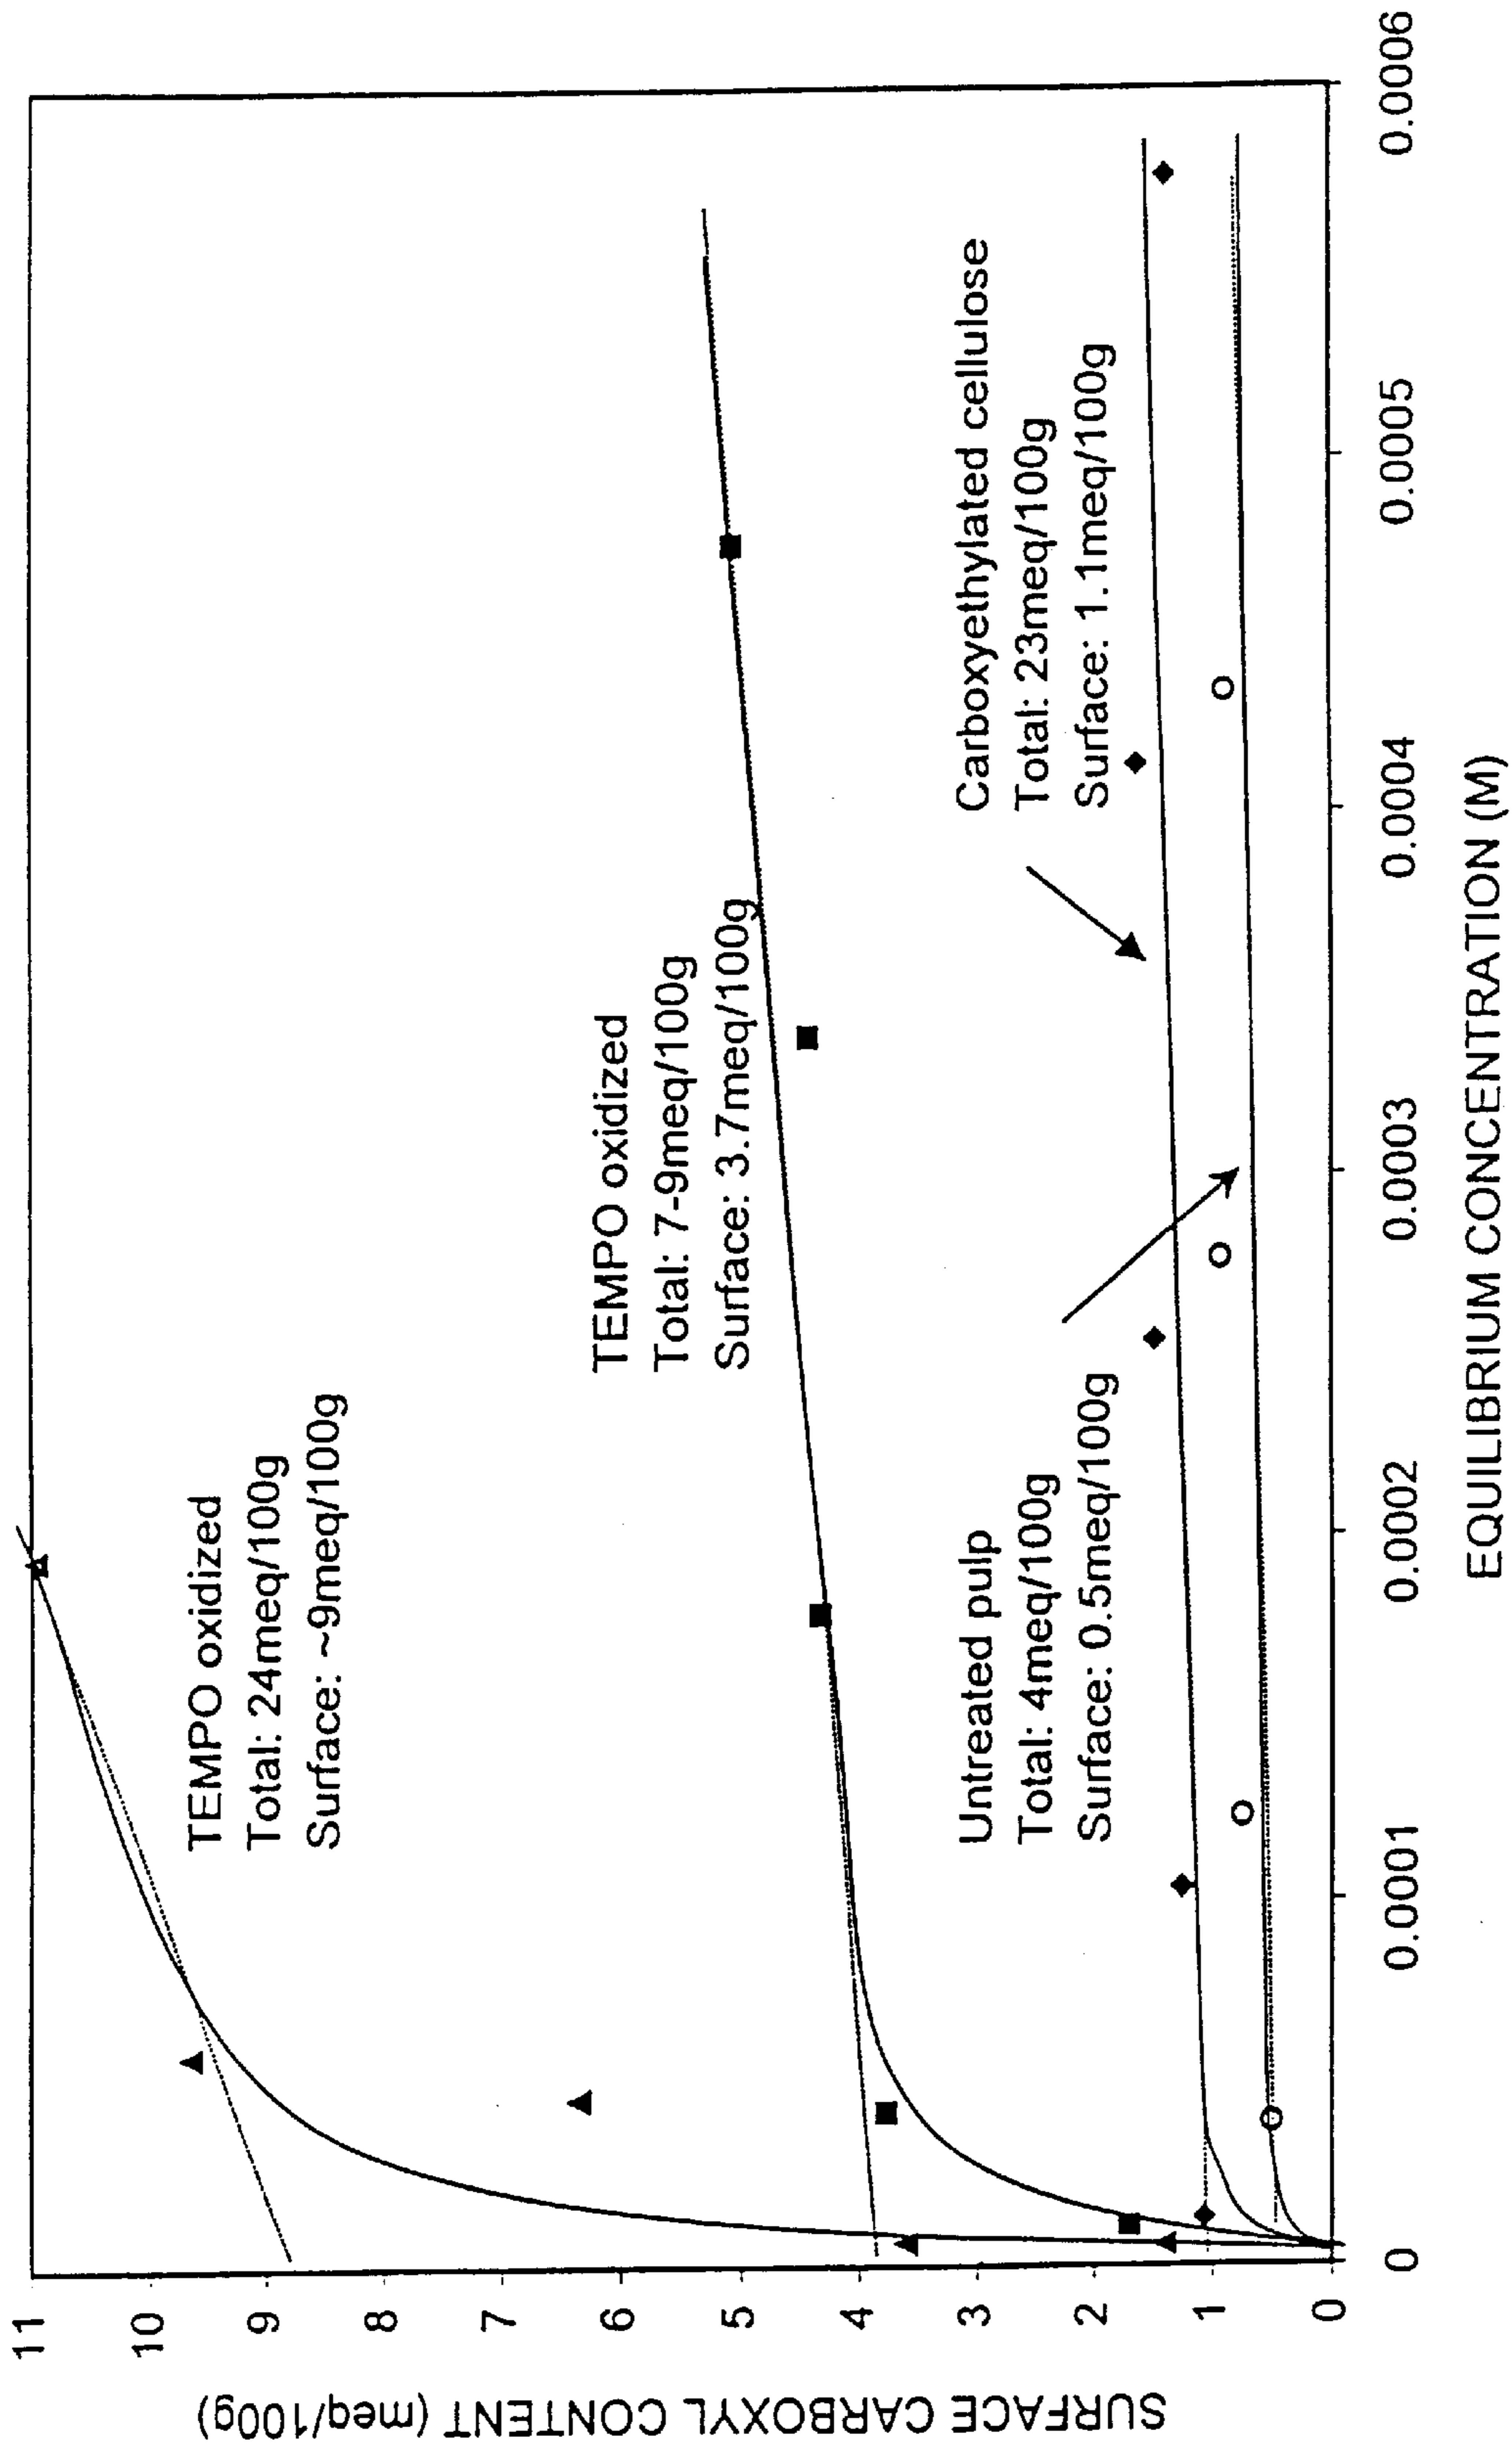 SURFACE CARBOXYL CONTENT (meq/100g)
11
10
9
8
7
6
5
4
3
2
1
0
TEMPO oxidized
Total: 24meq/100g
Surface: ~9meq/100g
TEMPO oxidized
Total: 7-9meq/100g
Surface: 3.7meq/100g
Untreated pulp
Total: 4meq/100g
Surface: 0.5meq/100g
Carboxyethylated cellulose
Total: 23meq/100g
Surface: 1.1meq/100g
0
0.0001
0.0002
0.0003
0.0004
0.0005
0.0006
EQUILIBRIUM CONCENTRATION (M)